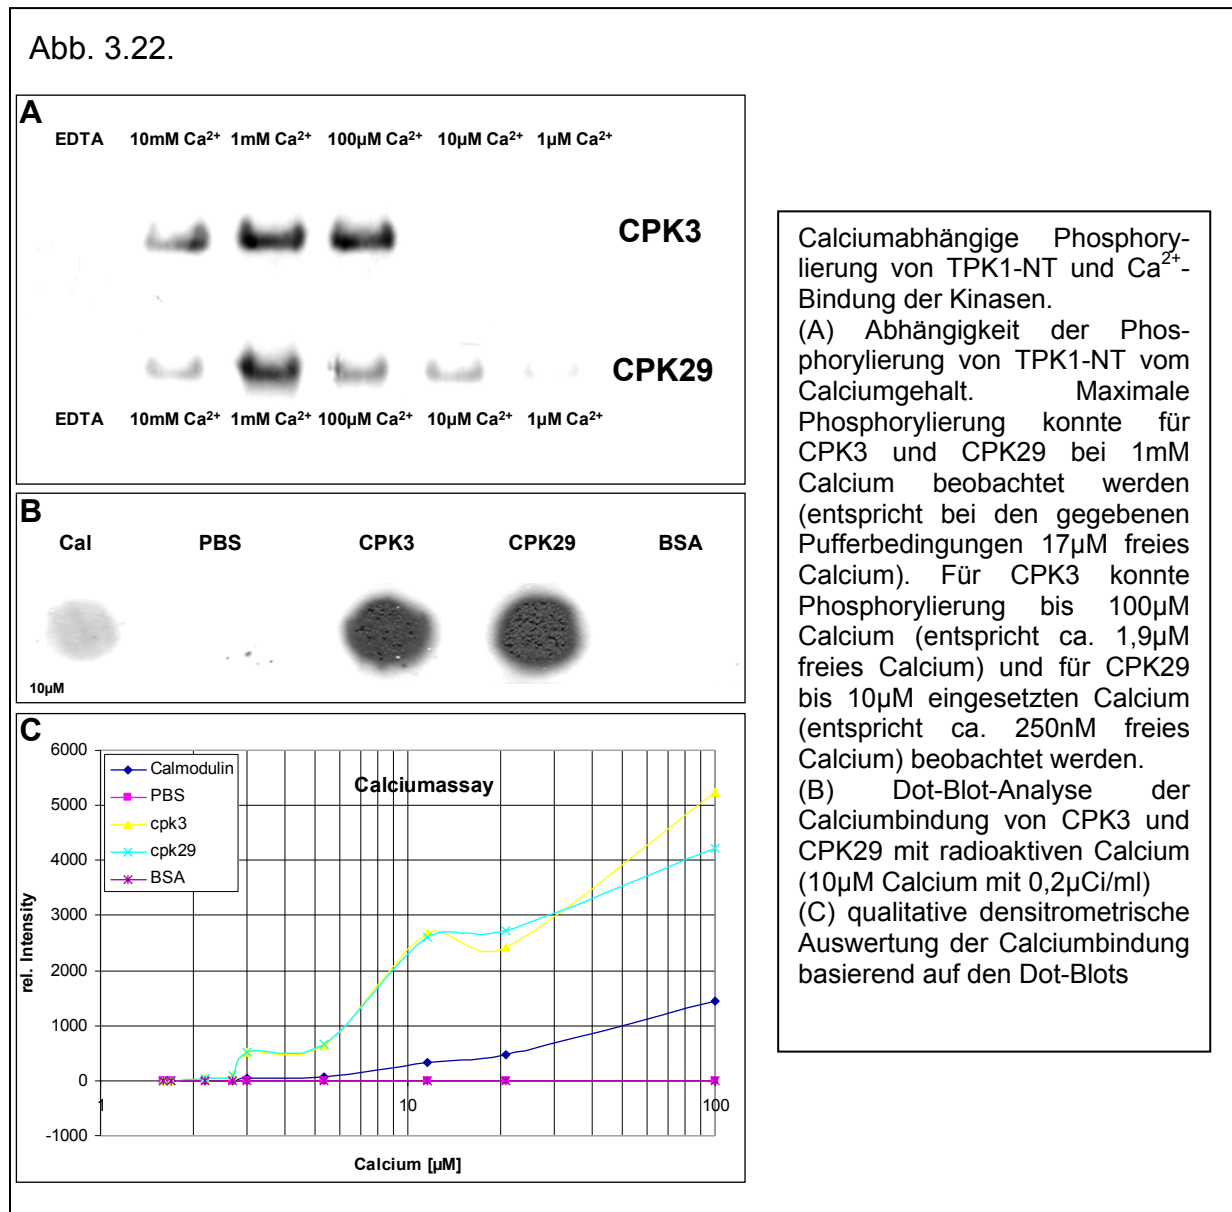 Abb. 3.22.
A
EDTA 10mM Ca²⁺ 1mM Ca²⁺ 100µM Ca²⁺ 10µM Ca²⁺ 1µM Ca²⁺
CPK3
CPK29
EDTA 10mM Ca²⁺ 1mM Ca²⁺ 100µM Ca²⁺ 10µM Ca²⁺ 1µM Ca²⁺
B
Cal PBS CPK3 CPK29 BSA
10µM
C
Calciumassay
6000
5000
4000
3000
2000
1000
0
-1000
rel. Intensity
Calmodulin
PBS
cpk3
cpk29
BSA
1 10 100
Calcium [µM]
Calciumabhängige Phosphory-
lierung von TPK1-NT und Ca²⁺-
Bindung der Kinasen.
(A) Abhängigkeit der Phos-
phorylierung von TPK1-NT vom
Calciumgehalt. Maximale
Phosphorylierung konnte für
CPK3 und CPK29 bei 1mM
Calcium beobachtet werden
(entspricht bei den gegebenen
Pufferbedingungen 17µM freies
Calcium). Für CPK3 konnte
Phosphorylierung bis 100µM
Calcium (entspricht ca. 1,9µM
freies Calcium) und für CPK29
bis 10µM eingesetzten Calcium
(entspricht ca. 250nM freies
Calcium) beobachtet werden.
(B) Dot-Blot-Analyse der
Calciumbindung von CPK3 und
CPK29 mit radioaktiven Calcium
(10µM Calcium mit 0,2µCi/ml)
(C) qualitative densitrometrische
Auswertung der Calciumbindung
basierend auf den Dot-Blots